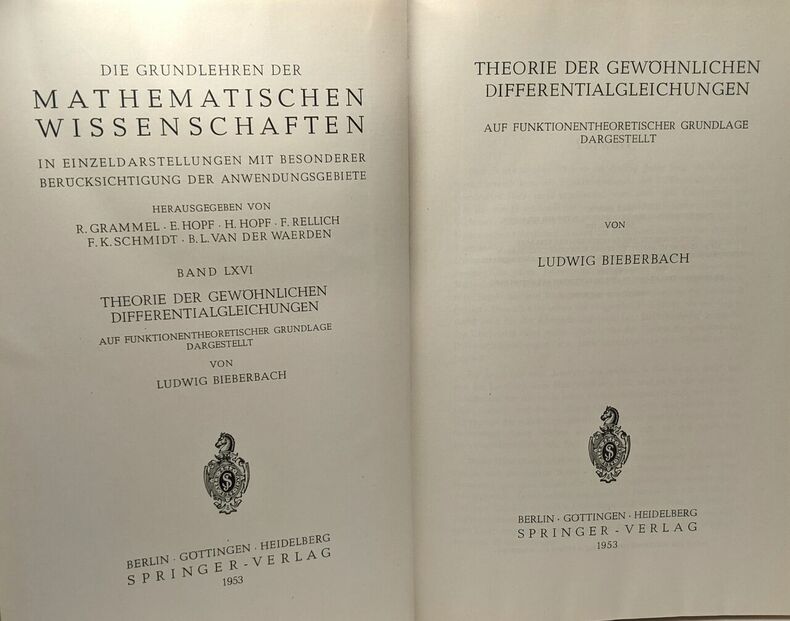 DIE GRUNDLEHREN DER
MATHEMATISCHEN
WISSENSCHAFTEN
IN EINZELDARSTELLUNGEN MIT BESONDERER
BERÜCKSICHTIGUNG DER ANWENDUNGSGEBIETE
HERAUSGEGEBEN VON
R. GRAMMEL · E. HOPF · H. HOPF · F. RELLICH
F. K. SCHMIDT · B. L. VAN DER WAERDEN
BAND LXVI
THEORIE DER GEWÖHNLICHEN
DIFFERENTIALGLEICHUNGEN
AUF FUNKTIONENTHEORETISCHER GRUNDLAGE
DARGESTELLT
VON
LUDWIG BIEBERBACH
BERLIN · GÖTTINGEN · HEIDELBERG
SPRINGER-VERLAG
1953
THEORIE DER GEWÖHNLICHEN
DIFFERENTIALGLEICHUNGEN
AUF FUNKTIONENTHEORETISCHER GRUNDLAGE
DARGESTELLT
VON
LUDWIG BIEBERBACH
BERLIN · GÖTTINGEN · HEIDELBERG
SPRINGER-VERLAG
1953